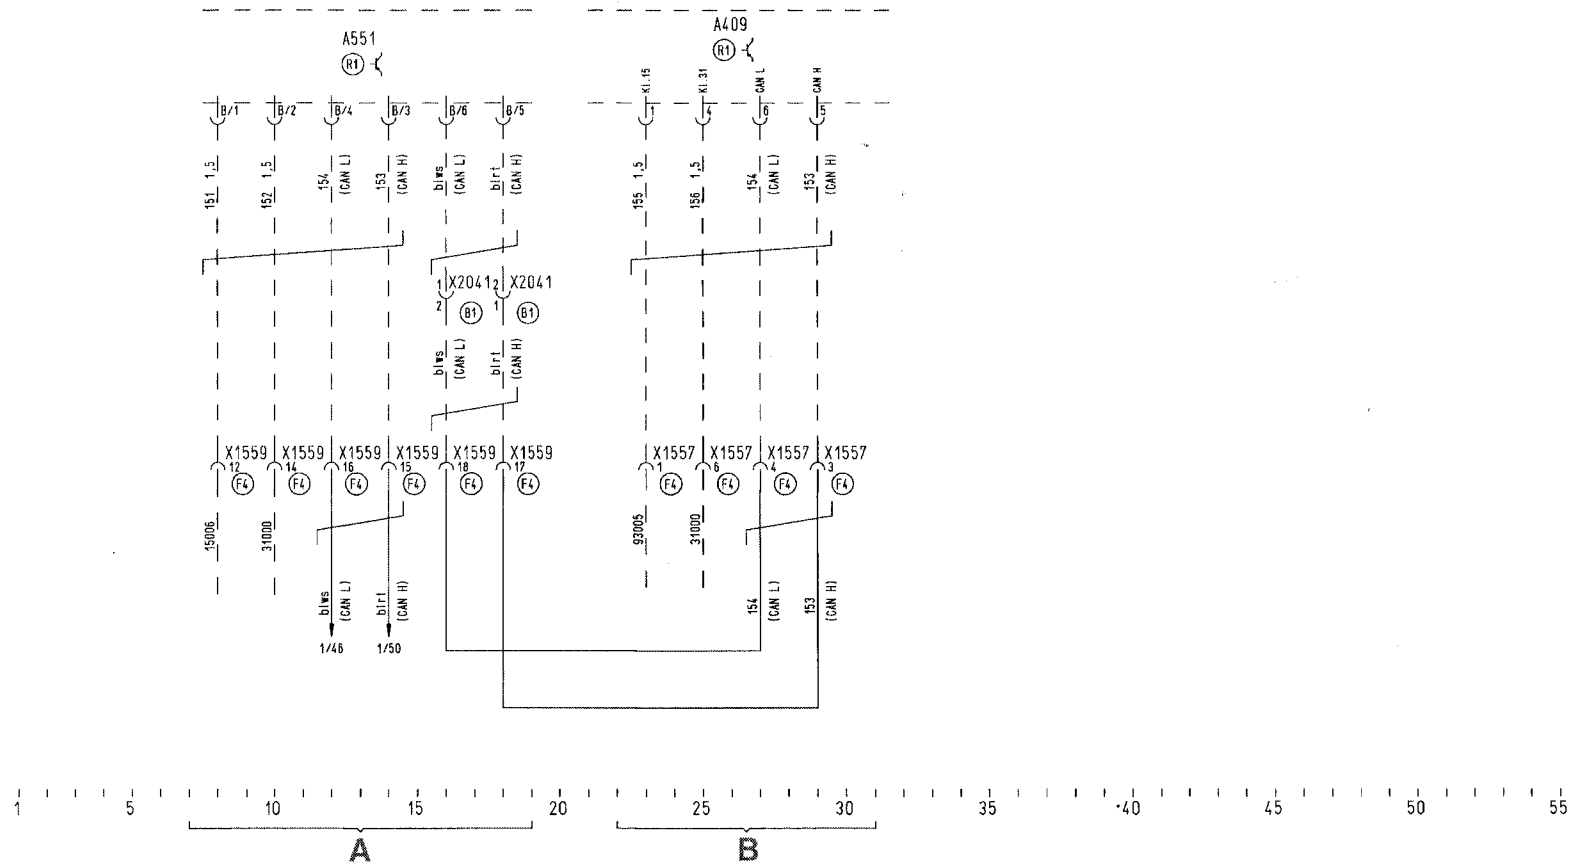 A551
R1
A409
R1
Kl.15
Kl.31
CAN L
CAN H
B/1
B/2
B/4
B/3
B/6
B/5
1
4
6
5
151 1,5
152 1,5
154
(CAN L)
153
(CAN H)
blws
(CAN L)
blrt
(CAN H)
155 1,5
156 1,5
154
(CAN L)
153
(CAN H)
1 X2041
2 B1
2 X2041
1 B1
blws
(CAN L)
blrt
(CAN H)
X1559
12 F4
X1559
14 F4
X1559
16 F4
X1559
15 F4
X1559
18 F4
X1559
17 F4
X1557
1 F4
X1557
6 F4
X1557
4 F4
X1557
3 F4
15006
31000
93005
31000
blws
(CAN L)
blrt
(CAN H)
154
(CAN L)
153
(CAN H)
1/46
1/50
1 5 10 15 20 25 30 35 40 45 50 55
A
B